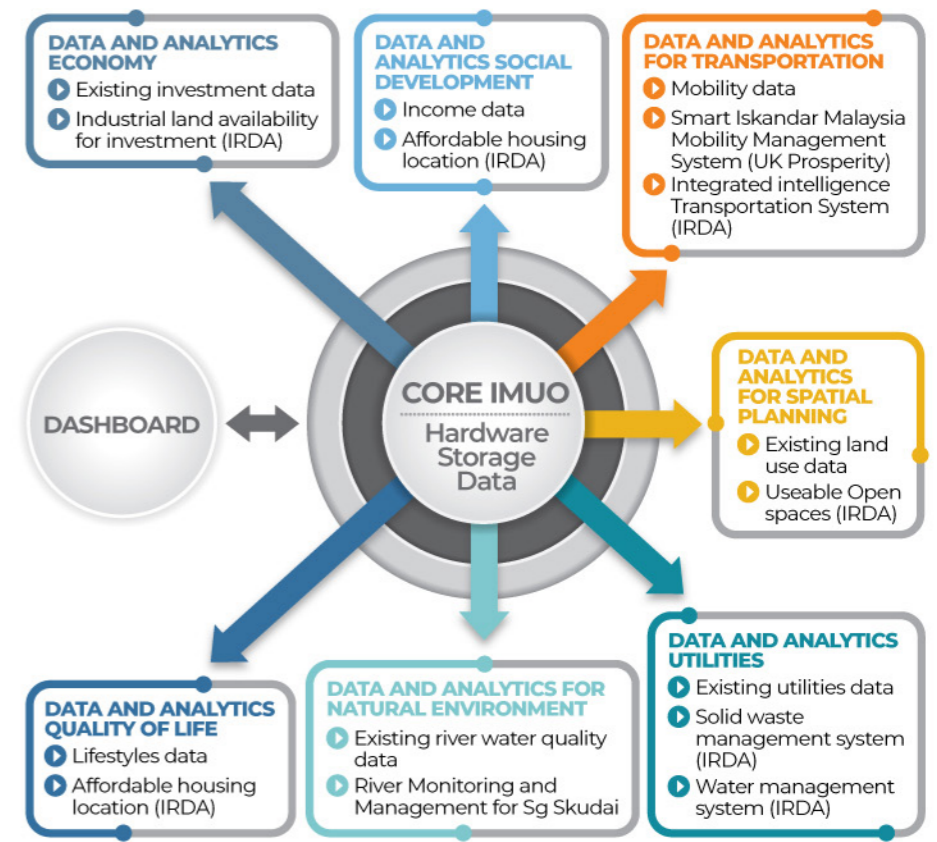 DATA AND ANALYTICS
ECONOMY
Existing investment data
Industrial land availability
for investment (IRDA)
DATA AND
ANALYTICS SOCIAL
DEVELOPMENT
Income data
Affordable housing
location (IRDA)
DATA AND ANALYTICS
FOR TRANSPORTATION
Mobility data
Smart Iskandar Malaysia
Mobility Management
System (UK Prosperity)
Integrated intelligence
Transportation System
(IRDA)
DASHBOARD
CORE IMUO
Hardware
Storage
Data
DATA AND
ANALYTICS
FOR SPATIAL
PLANNING
Existing land
use data
Useable Open
spaces (IRDA)
DATA AND ANALYTICS
QUALITY OF LIFE
Lifestyles data
Affordable housing
location (IRDA)
DATA AND ANALYTICS FOR
NATURAL ENVIRONMENT
Existing river water quality
data
River Monitoring and
Management for Sg Skudai
DATA AND ANALYTICS
UTILITIES
Existing utilities data
Solid waste
management system
(IRDA)
Water management
system (IRDA)